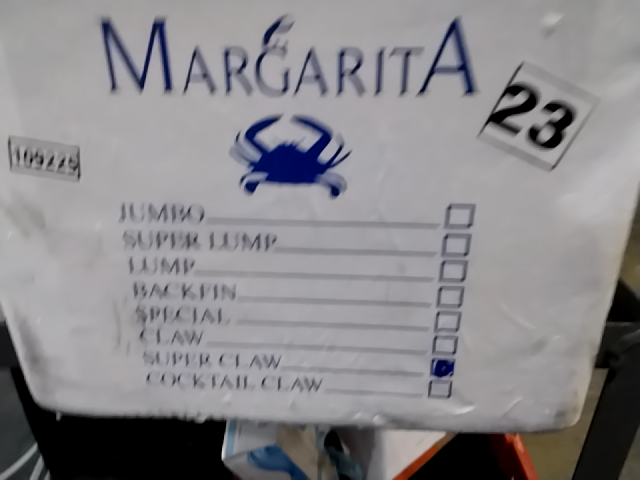 MARGARITA
23
109225
JUMBO
SUPER LUMP
LUMP
BACKFIN
SPECIAL
CLAW
SUPER CLAW
COCKTAIL CLAW